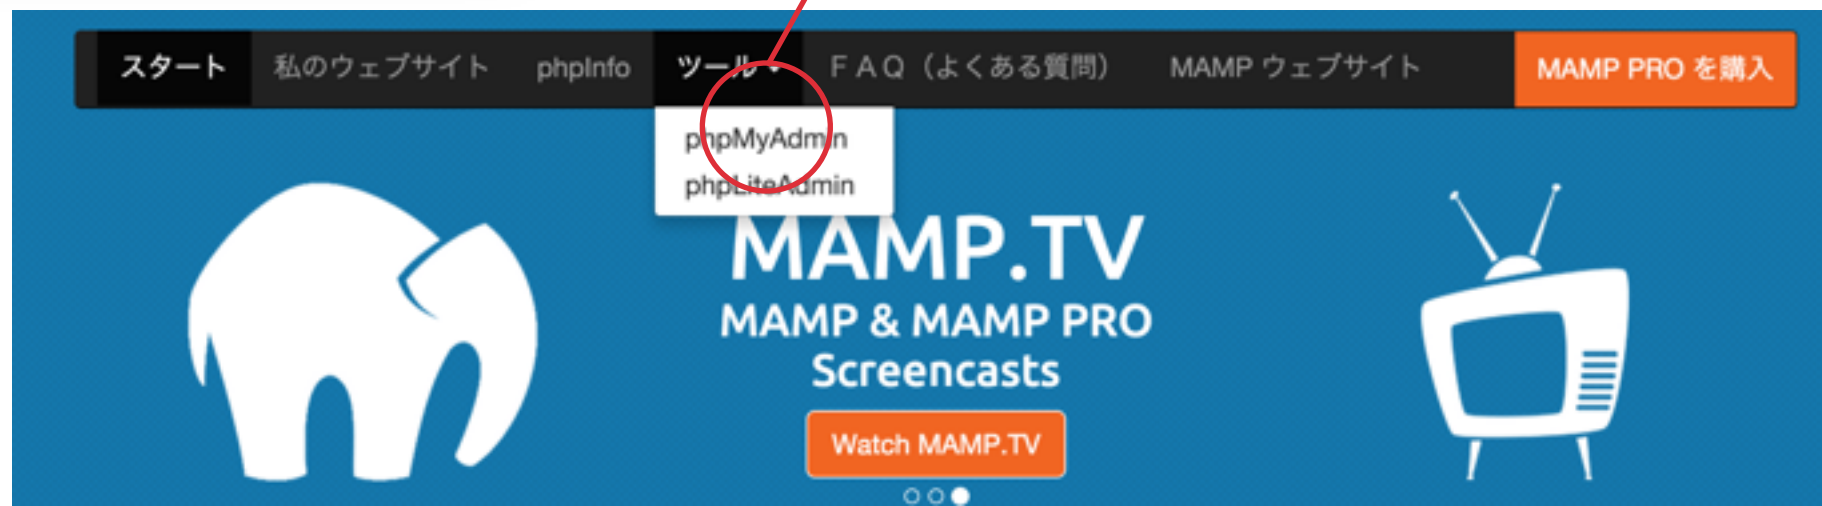 スタート 私のウェブサイト phpInfo ツール FAQ（よくある質問） MAMP ウェブサイト MAMP PRO を購入
phpMyAdmin
phpLiteAdmin
MAMP.TV
MAMP & MAMP PRO
Screencasts
Watch MAMP.TV